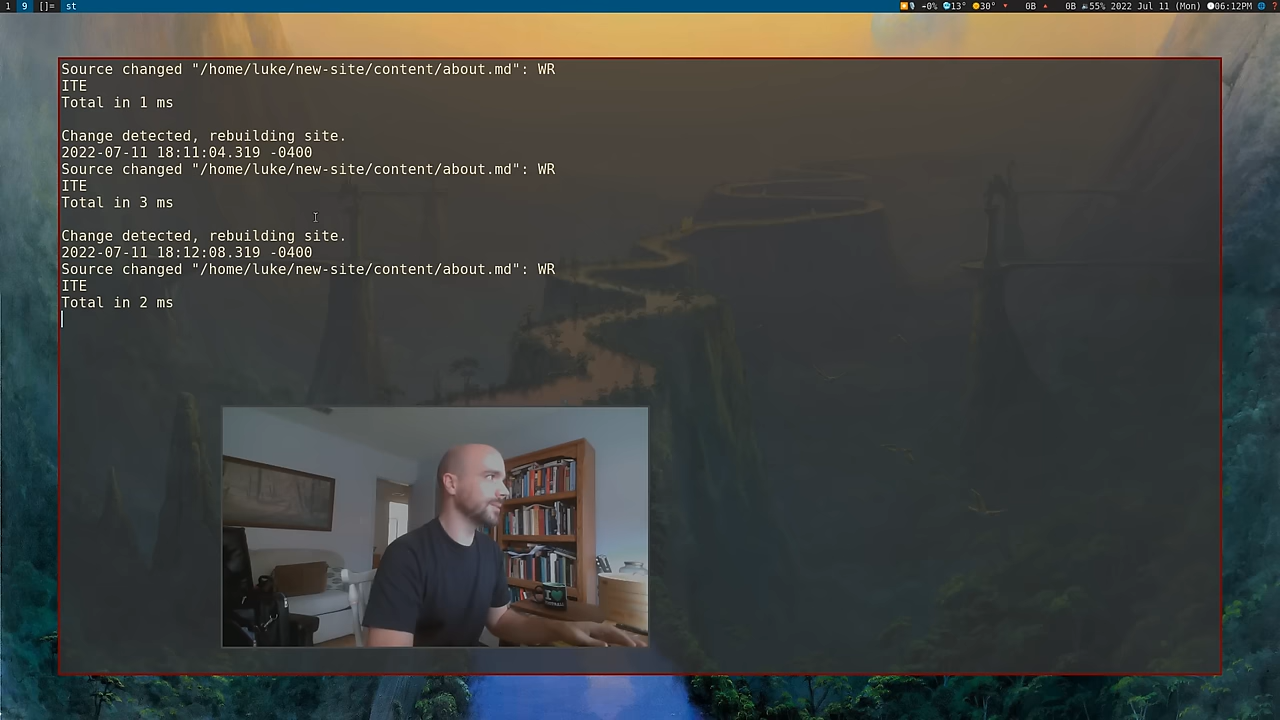 1 9 []= st 0% 13° 30° 0B 0B 55% 2022 Jul 11 (Mon) 06:12PM ?
Source changed "/home/luke/new-site/content/about.md": WR
ITE
Total in 1 ms
Change detected, rebuilding site.
2022-07-11 18:11:04.319 -0400
Source changed "/home/luke/new-site/content/about.md": WR
ITE
Total in 3 ms
Change detected, rebuilding site.
2022-07-11 18:12:08.319 -0400
Source changed "/home/luke/new-site/content/about.md": WR
ITE
Total in 2 ms
I